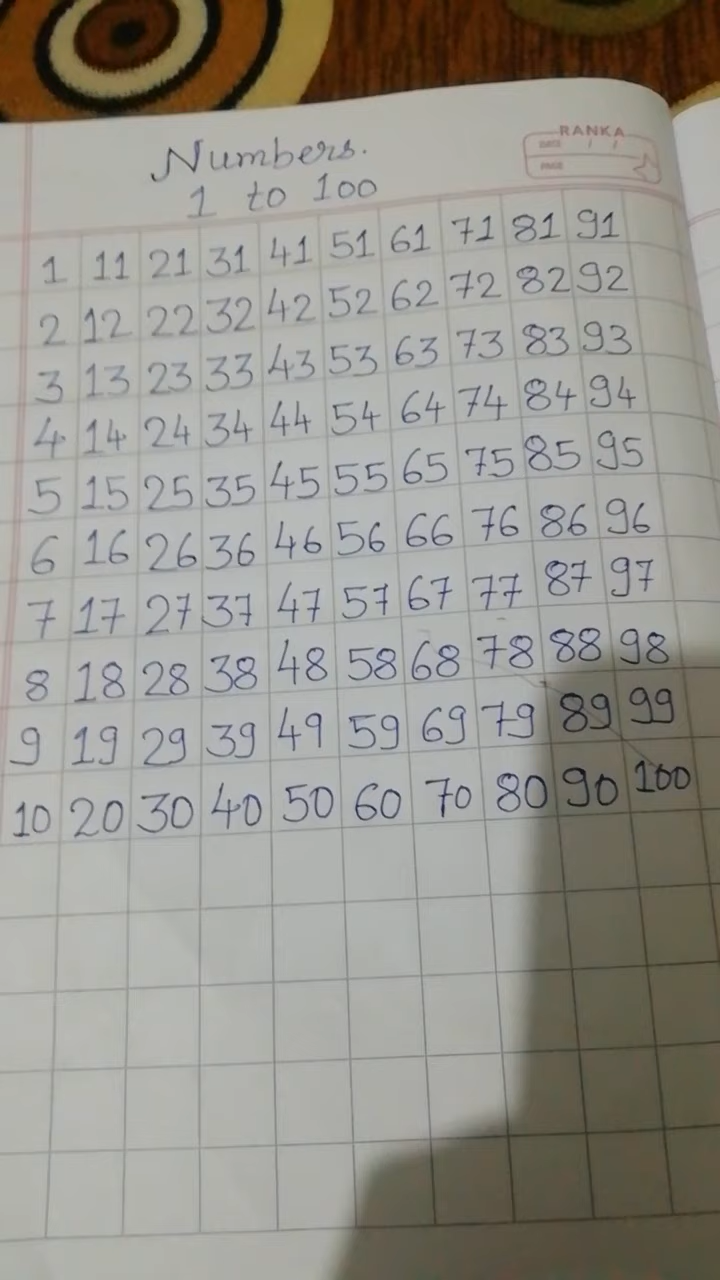 RANKA
DATE / /
PAGE
Numbers.
1 to 100
1 11 21 31 41 51 61 71 81 91
2 12 22 32 42 52 62 72 82 92
3 13 23 33 43 53 63 73 83 93
4 14 24 34 44 54 64 74 84 94
5 15 25 35 45 55 65 75 85 95
6 16 26 36 46 56 66 76 86 96
7 17 27 37 47 57 67 77 87 97
8 18 28 38 48 58 68 78 88 98
9 19 29 39 49 59 69 79 89 99
10 20 30 40 50 60 70 80 90 100